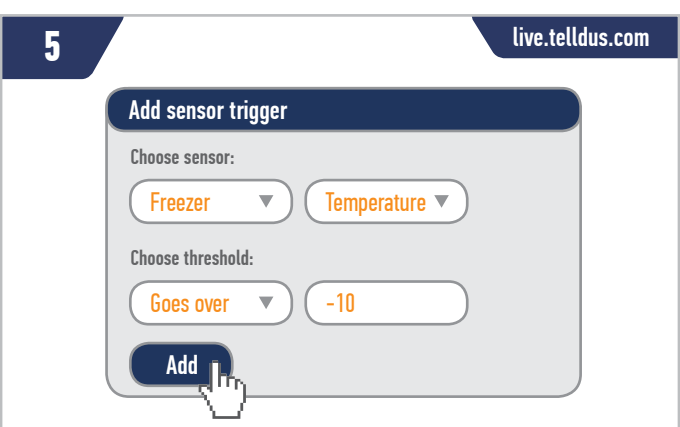 5
live.telldus.com
Add sensor trigger
Choose sensor:
Freezer Temperature
Choose threshold:
Goes over -10
Add